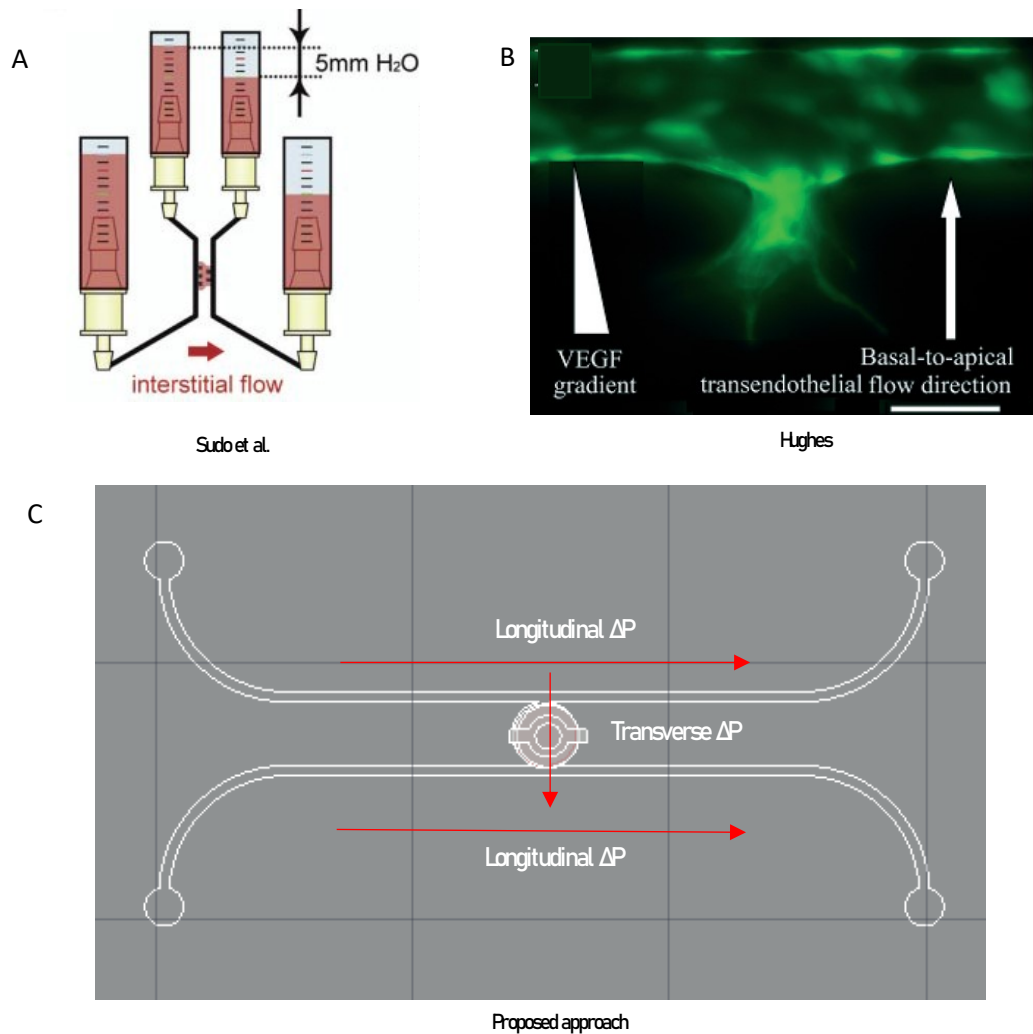 A
5mm H₂O
interstitial flow
Sudo et al.
B
VEGF
gradient
Basal-to-apical
transendothelial flow direction
Hughes
C
Longitudinal ΔP
Transverse ΔP
Longitudinal ΔP
Proposed approach